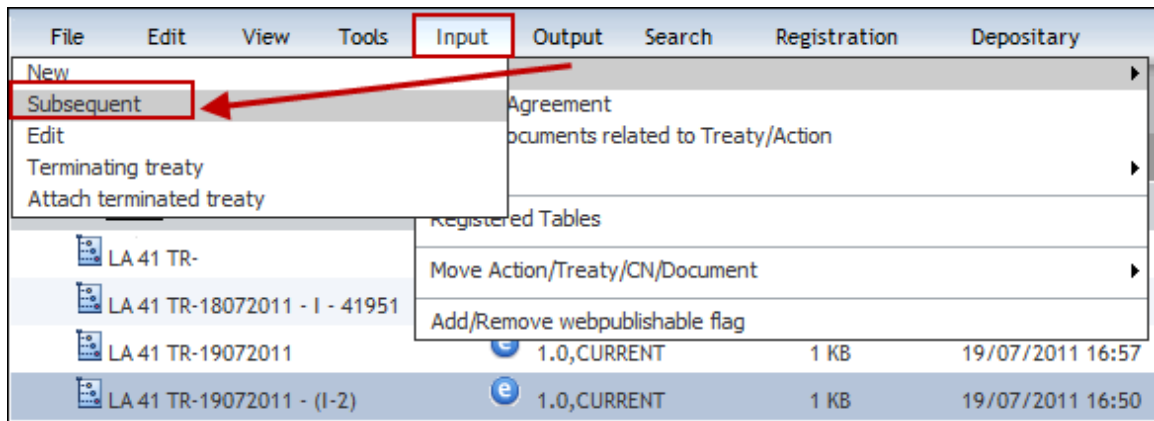 File Edit View Tools Input Output Search Registration Depositary
New
Subsequent
Agreement
Edit
ocuments related to Treaty/Action
Terminating treaty
Attach terminated treaty
Registered Tables
LA 41 TR-
Move Action/Treaty/CN/Document
LA 41 TR-18072011 - I - 41951
Add/Remove webpublishable flag
LA 41 TR-19072011 1.0,CURRENT 1 KB 19/07/2011 16:57
LA 41 TR-19072011 - (I-2) 1.0,CURRENT 1 KB 19/07/2011 16:50